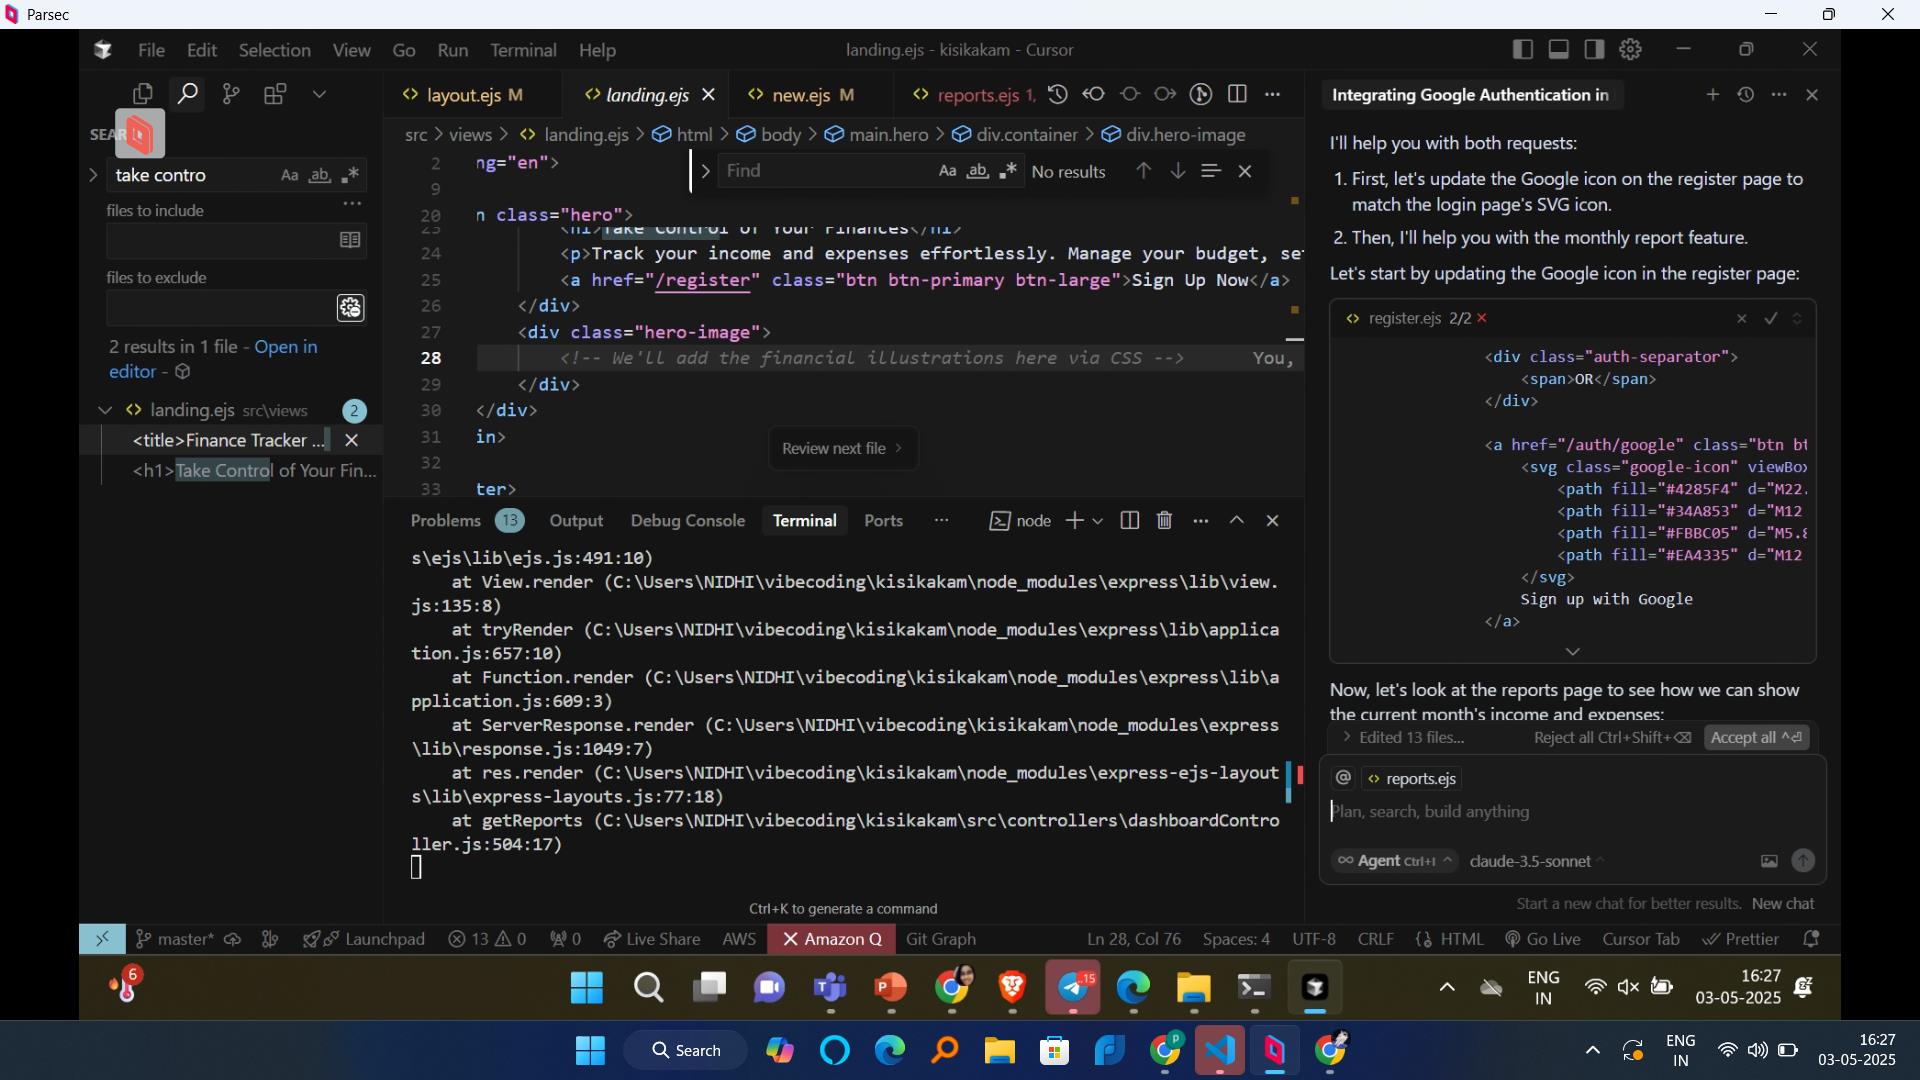 Parsec
File Edit Selection View Go Run Terminal Help
landing.ejs - kisikakam - Cursor
SEAR
take contro
Aa ab .*
files to include
files to exclude
2 results in 1 file - Open in
editor -
landing.ejs src\views 2
<title>Finance Tracker ...
<h1>Take Control of Your Fin...
layout.ejs M
landing.ejs
new.ejs M
reports.ejs 1,
src > views > landing.ejs > html > body > main.hero > div.container > div.hero-image
Find Aa ab .* No results
2 ng="en">
9
20 n class="hero">
23 <h1>Take Control of Your Finances</h1>
24 <p>Track your income and expenses effortlessly. Manage your budget, se
25 <a href="/register" class="btn btn-primary btn-large">Sign Up Now</a>
26 </div>
27 <div class="hero-image">
28 <!-- We'll add the financial illustrations here via CSS --> You,
29 </div>
30 </div>
31 in>
32
33 ter>
Review next file >
Problems 13 Output Debug Console Terminal Ports ... node
s\ejs\lib\ejs.js:491:10)
at View.render (C:\Users\NIDHI\vibecoding\kisikakam\node_modules\express\lib\view.
js:135:8)
at tryRender (C:\Users\NIDHI\vibecoding\kisikakam\node_modules\express\lib\applica
tion.js:657:10)
at Function.render (C:\Users\NIDHI\vibecoding\kisikakam\node_modules\express\lib\a
pplication.js:609:3)
at ServerResponse.render (C:\Users\NIDHI\vibecoding\kisikakam\node_modules\express
\lib\response.js:1049:7)
at res.render (C:\Users\NIDHI\vibecoding\kisikakam\node_modules\express-ejs-layout
s\lib\express-layouts.js:77:18)
at getReports (C:\Users\NIDHI\vibecoding\kisikakam\src\controllers\dashboardContro
ller.js:504:17)
Ctrl+K to generate a command
Integrating Google Authentication in
I'll help you with both requests:
1. First, let's update the Google icon on the register page to
match the login page's SVG icon.
2. Then, I'll help you with the monthly report feature.
Let's start by updating the Google icon in the register page:
register.ejs 2/2
<div class="auth-separator">
<span>OR</span>
</div>
<a href="/auth/google" class="btn bt
<svg class="google-icon" viewBox
<path fill="#4285F4" d="M22.
<path fill="#34A853" d="M12
<path fill="#FBBC05" d="M5.8
<path fill="#EA4335" d="M12
</svg>
Sign up with Google
</a>
Now, let's look at the reports page to see how we can show
the current month's income and expenses:
> Edited 13 files... Reject all Ctrl+Shift+⌫ Accept all ^⏎
@ reports.ejs
Plan, search, build anything
∞ Agent Ctrl+I claude-3.5-sonnet
Start a new chat for better results. New chat
master* Launchpad 13 0 0 Live Share AWS Amazon Q Git Graph Ln 28, Col 76 Spaces: 4 UTF-8 CRLF HTML Go Live Cursor Tab Prettier
6
15
ENG
IN
16:27
03-05-2025
Search
P
ENG
IN
16:27
03-05-2025